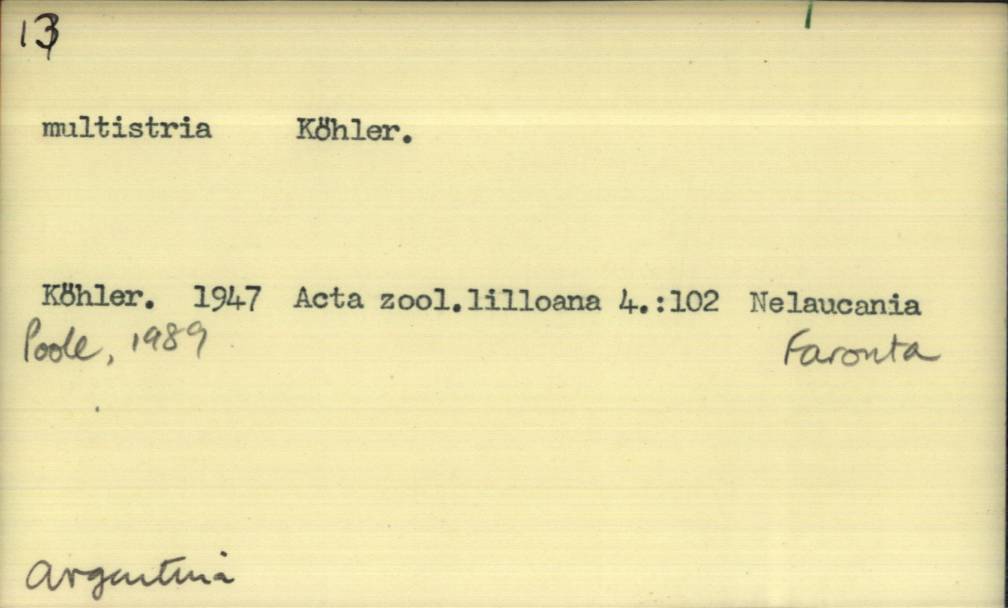 13
multistria Köhler.
Köhler. 1947 Acta zool.lilloana 4.:102 Nelaucania
Poole, 1989 Faronta
Argentina